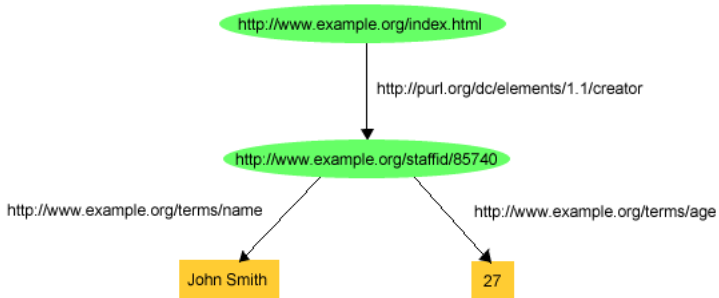 http://www.example.org/index.html
http://purl.org/dc/elements/1.1/creator
http://www.example.org/staffid/85740
http://www.example.org/terms/name
http://www.example.org/terms/age
John Smith
27